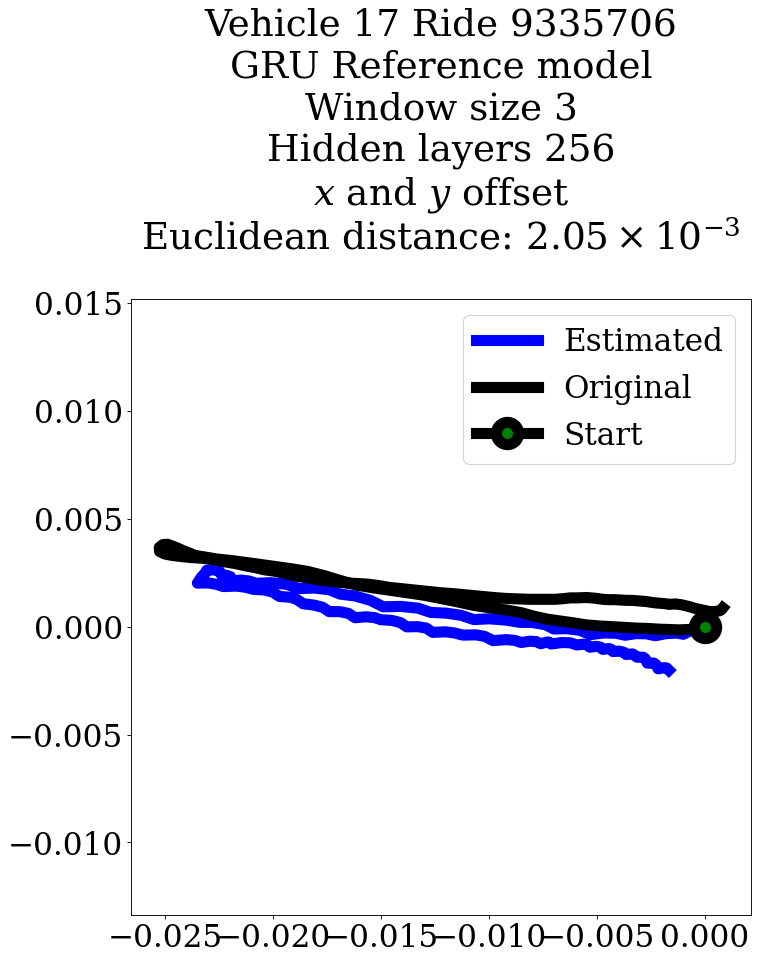 Vehicle 17 Ride 9335706
GRU Reference model
Window size 3
Hidden layers 256
x and y offset
Euclidean distance: 2.05 × 10⁻³
0.015
0.010
0.005
0.000
−0.005
−0.010
Estimated
Original
Start
−0.025
−0.020
−0.015
−0.010
−0.005
0.000